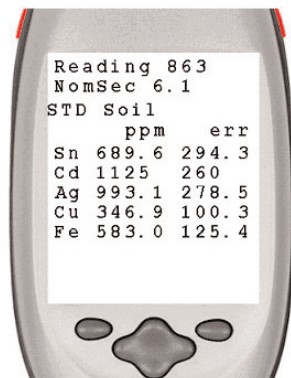 Reading 863
NomSec 6.1
STD Soil
ppm err
Sn 689.6 294.3
Cd 1125 260
Ag 993.1 278.5
Cu 346.9 100.3
Fe 583.0 125.4